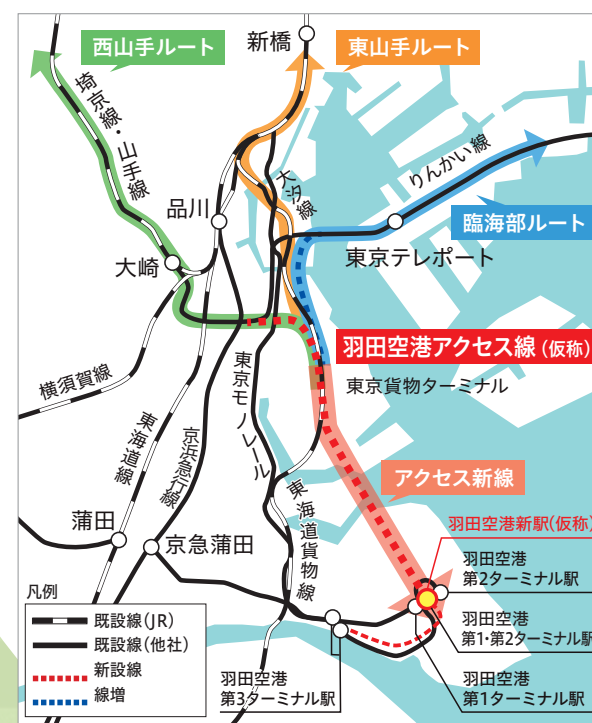 西山手ルート
新橋
東山手ルート
埼京線・山手線
大汐線
りんかい線
品川
臨海部ルート
大崎
東京テレポート
羽田空港アクセス線(仮称)
東京貨物ターミナル
横須賀線
東海道線
京浜急行線
東京モノレール
東海道貨物線
アクセス新線
蒲田
京急蒲田
羽田空港新駅(仮称)
羽田空港
第2ターミナル駅
羽田空港
第1・第2ターミナル駅
羽田空港
第1ターミナル駅
羽田空港
第3ターミナル駅
凡例
既設線(JR)
既設線(他社)
新設線
線増